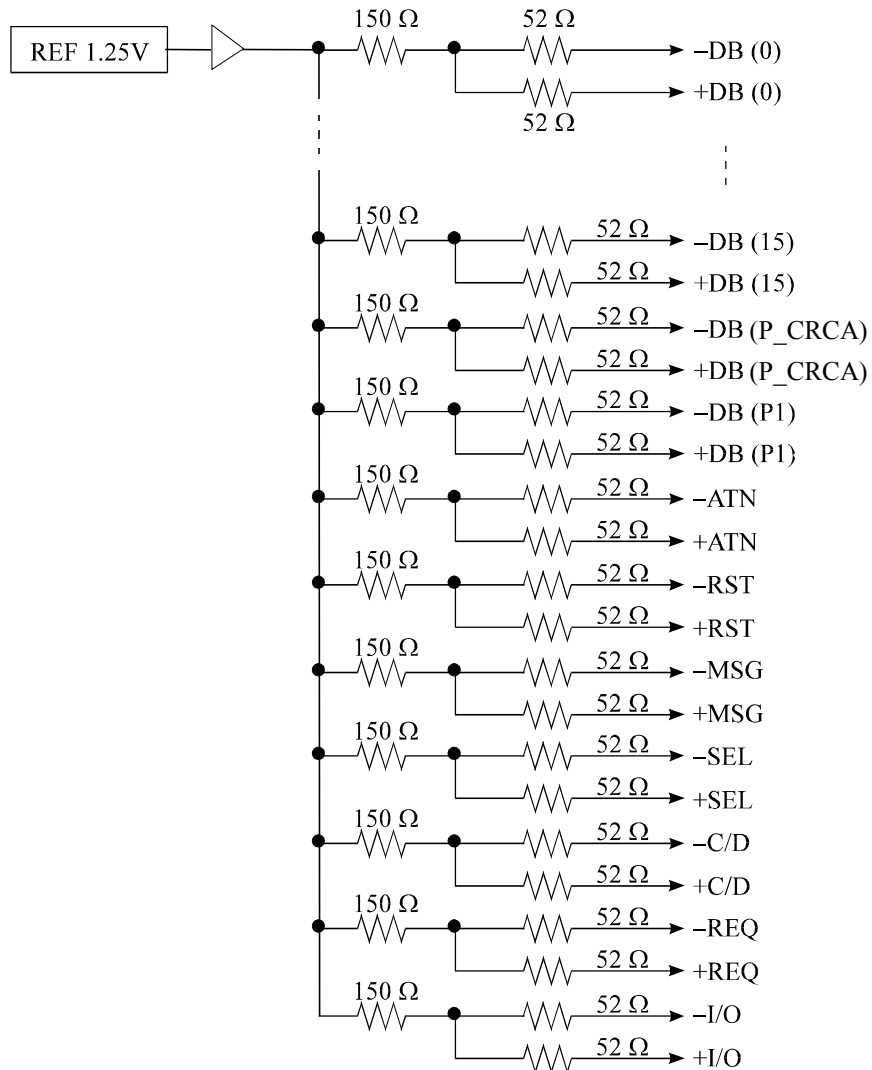 150 Ω
52 Ω
REF 1.25V
–DB (0)
+DB (0)
52 Ω
150 Ω
52 Ω
–DB (15)
52 Ω
+DB (15)
150 Ω
52 Ω
–DB (P_CRCA)
52 Ω
+DB (P_CRCA)
150 Ω
52 Ω
–DB (P1)
52 Ω
+DB (P1)
150 Ω
52 Ω
–ATN
52 Ω
+ATN
150 Ω
52 Ω
–RST
52 Ω
+RST
150 Ω
52 Ω
–MSG
52 Ω
+MSG
150 Ω
52 Ω
–SEL
52 Ω
+SEL
150 Ω
52 Ω
–C/D
52 Ω
+C/D
150 Ω
52 Ω
–REQ
52 Ω
+REQ
150 Ω
52 Ω
–I/O
52 Ω
+I/O